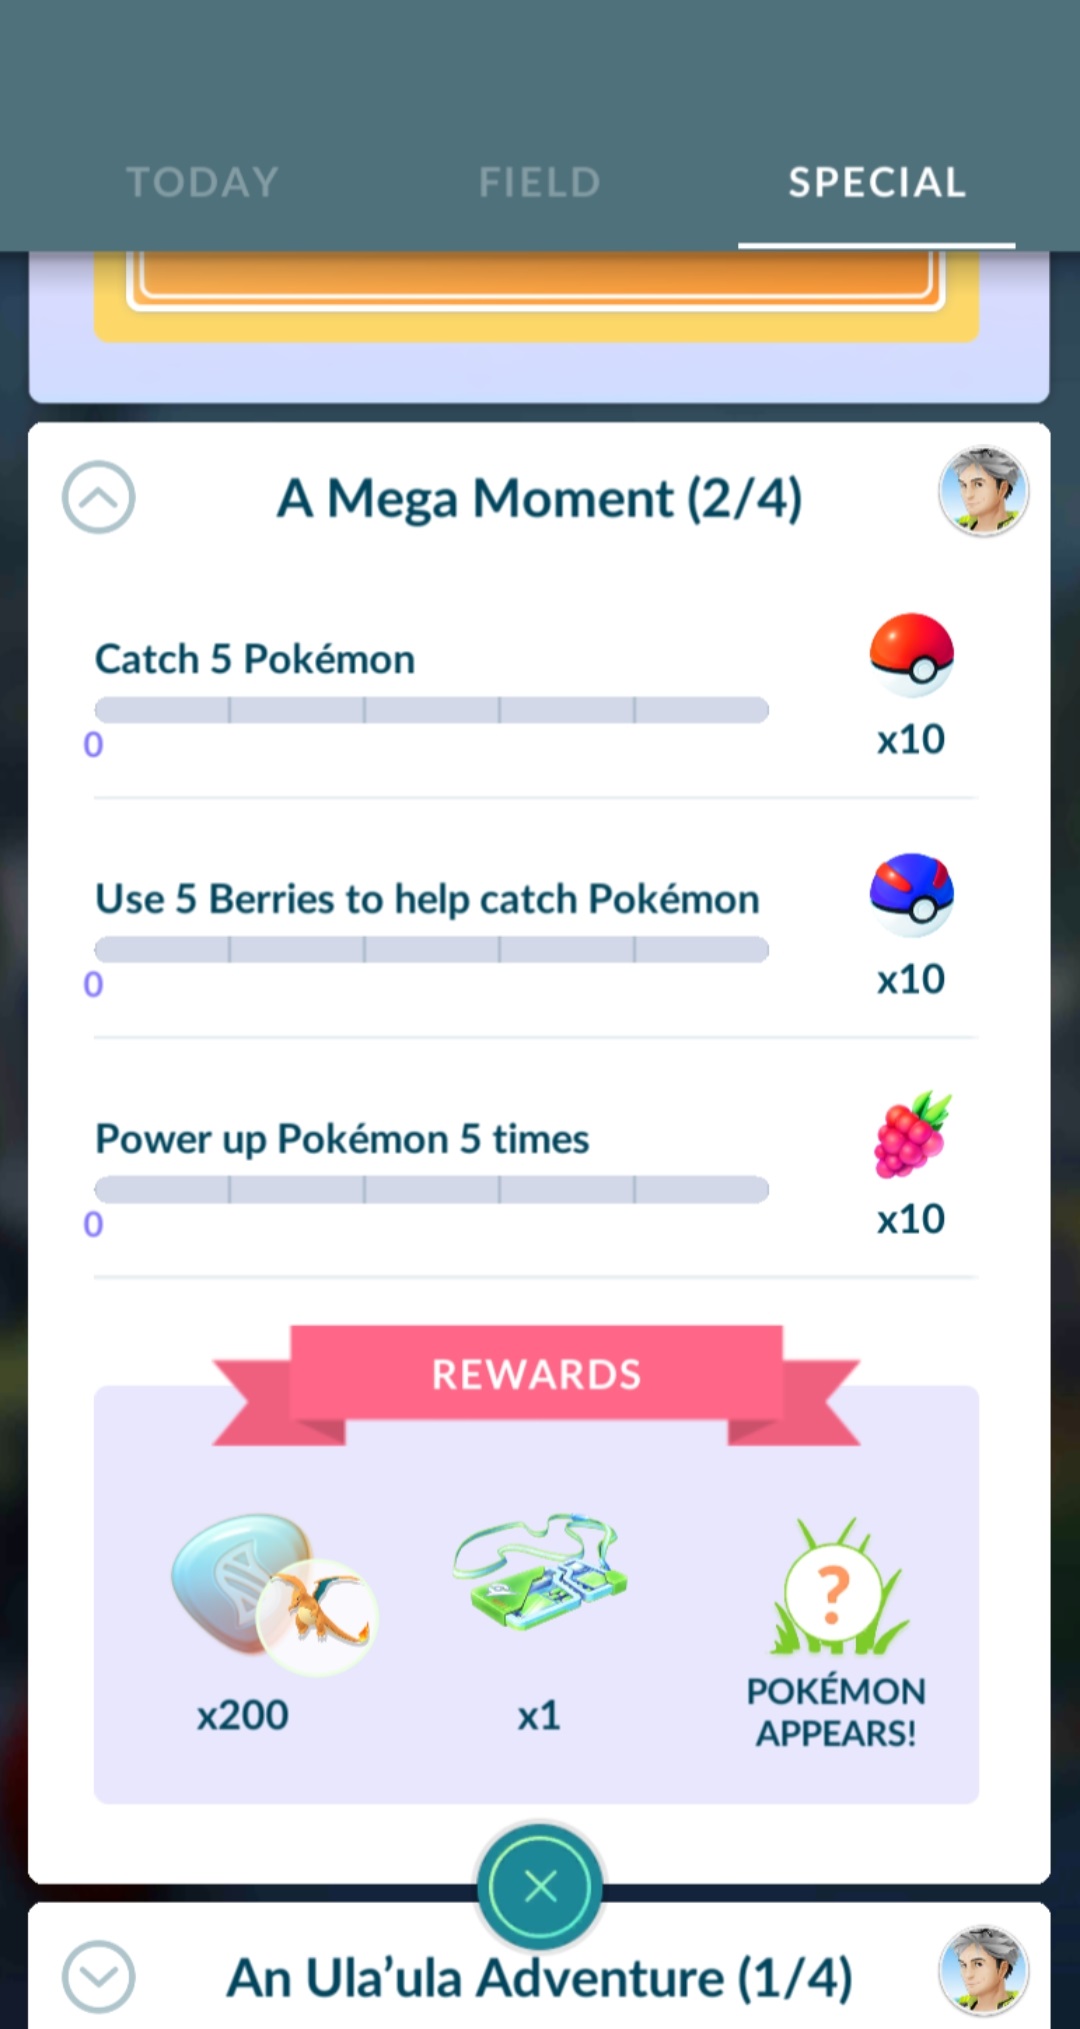 TODAY
FIELD
SPECIAL
A Mega Moment (2/4)
Catch 5 Pokémon
0
x10
Use 5 Berries to help catch Pokémon
0
x10
Power up Pokémon 5 times
0
x10
REWARDS
?
x200
x1
POKÉMON
APPEARS!
An Ula’ula Adventure (1/4)